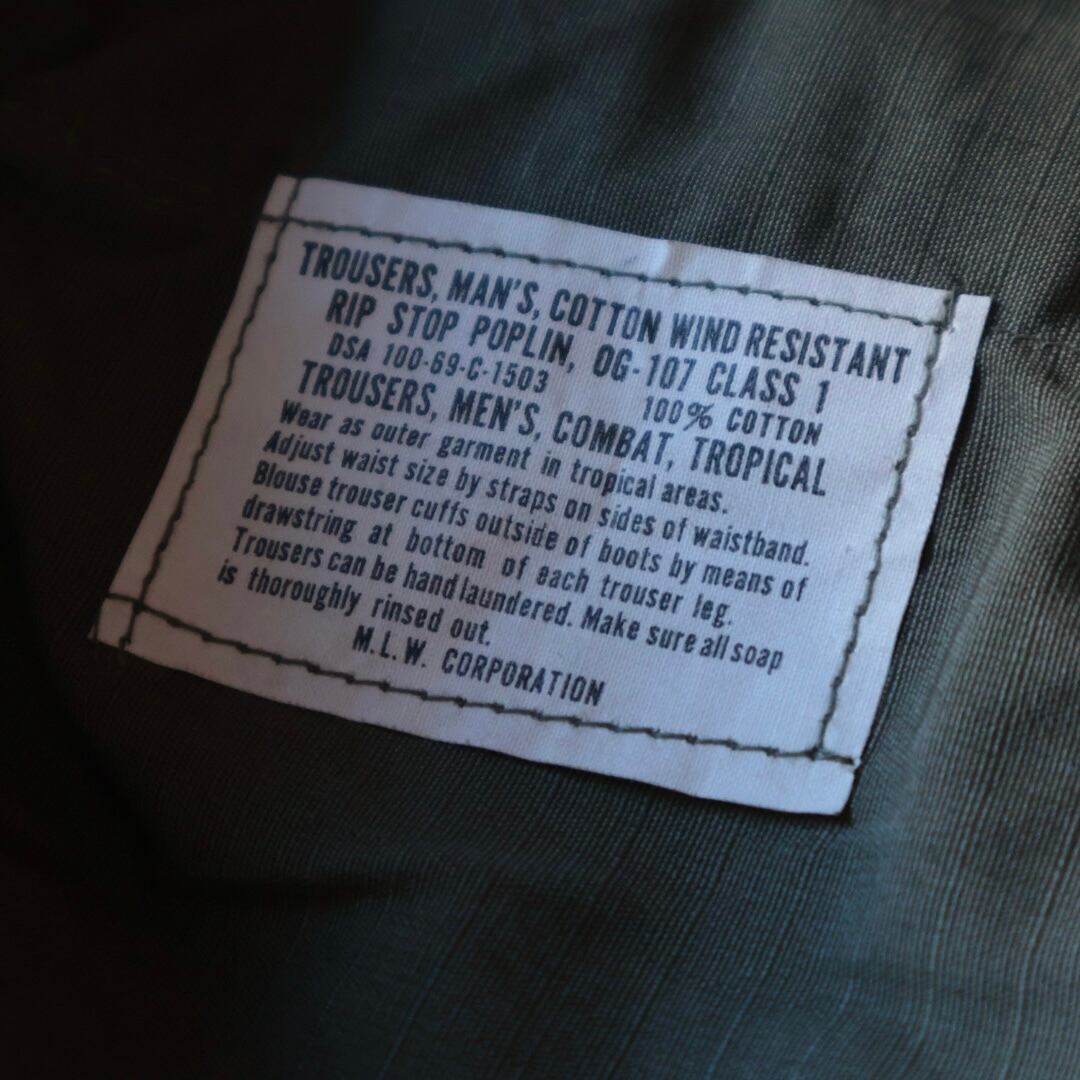 TROUSERS, MAN'S, COTTON WIND RESISTANT
RIP STOP POPLIN, OG-107 CLASS 1
DSA 100-69-C-1503 100% COTTON
TROUSERS, MEN'S, COMBAT, TROPICAL
Wear as outer garment in tropical areas.
Adjust waist size by straps on sides of waistband.
Blouse trouser cuffs outside of boots by means of
drawstring at bottom of each trouser leg.
Trousers can be hand laundered. Make sure all soap
is thoroughly rinsed out.
M.L.W. CORPORATION